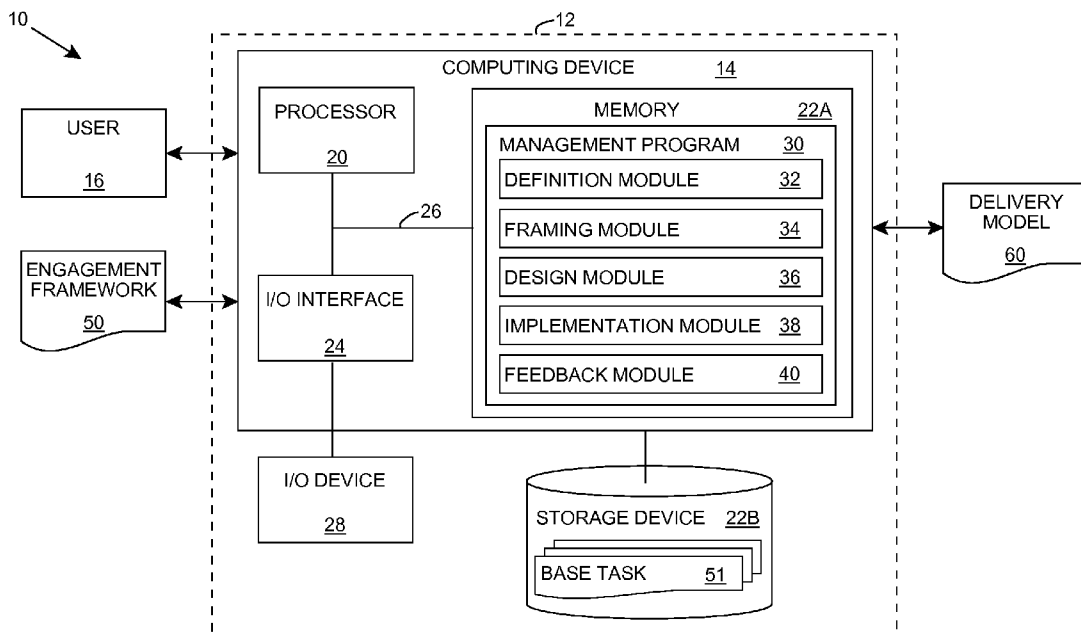 10
12
COMPUTING DEVICE 14
PROCESSOR
20
MEMORY
22A
MANAGEMENT PROGRAM 30
DEFINITION MODULE 32
FRAMING MODULE 34
DESIGN MODULE 36
IMPLEMENTATION MODULE 38
FEEDBACK MODULE 40
USER
16
26
ENGAGEMENT
FRAMEWORK
50
I/O INTERFACE
24
DELIVERY
MODEL
60
I/O DEVICE
28
STORAGE DEVICE 22B
BASE TASK 51